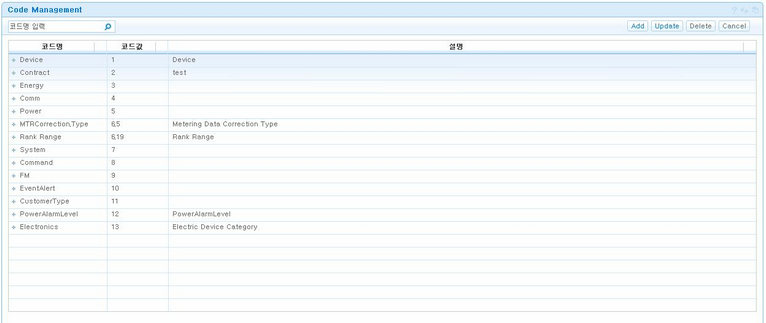 Code Management
코드명 입력
Add Update Delete Cancel
코드명 코드값 설명
Device 1 Device
Contract 2 test
Energy 3
Comm 4
Power 5
MTRCorrection,Type 6,5 Metering Data Correction Type
Rank Range 6,19 Rank Range
System 7
Command 8
FM 9
EventAlert 10
CustomerType 11
PowerAlarmLevel 12 PowerAlarmLevel
Electronics 13 Electric Device Category